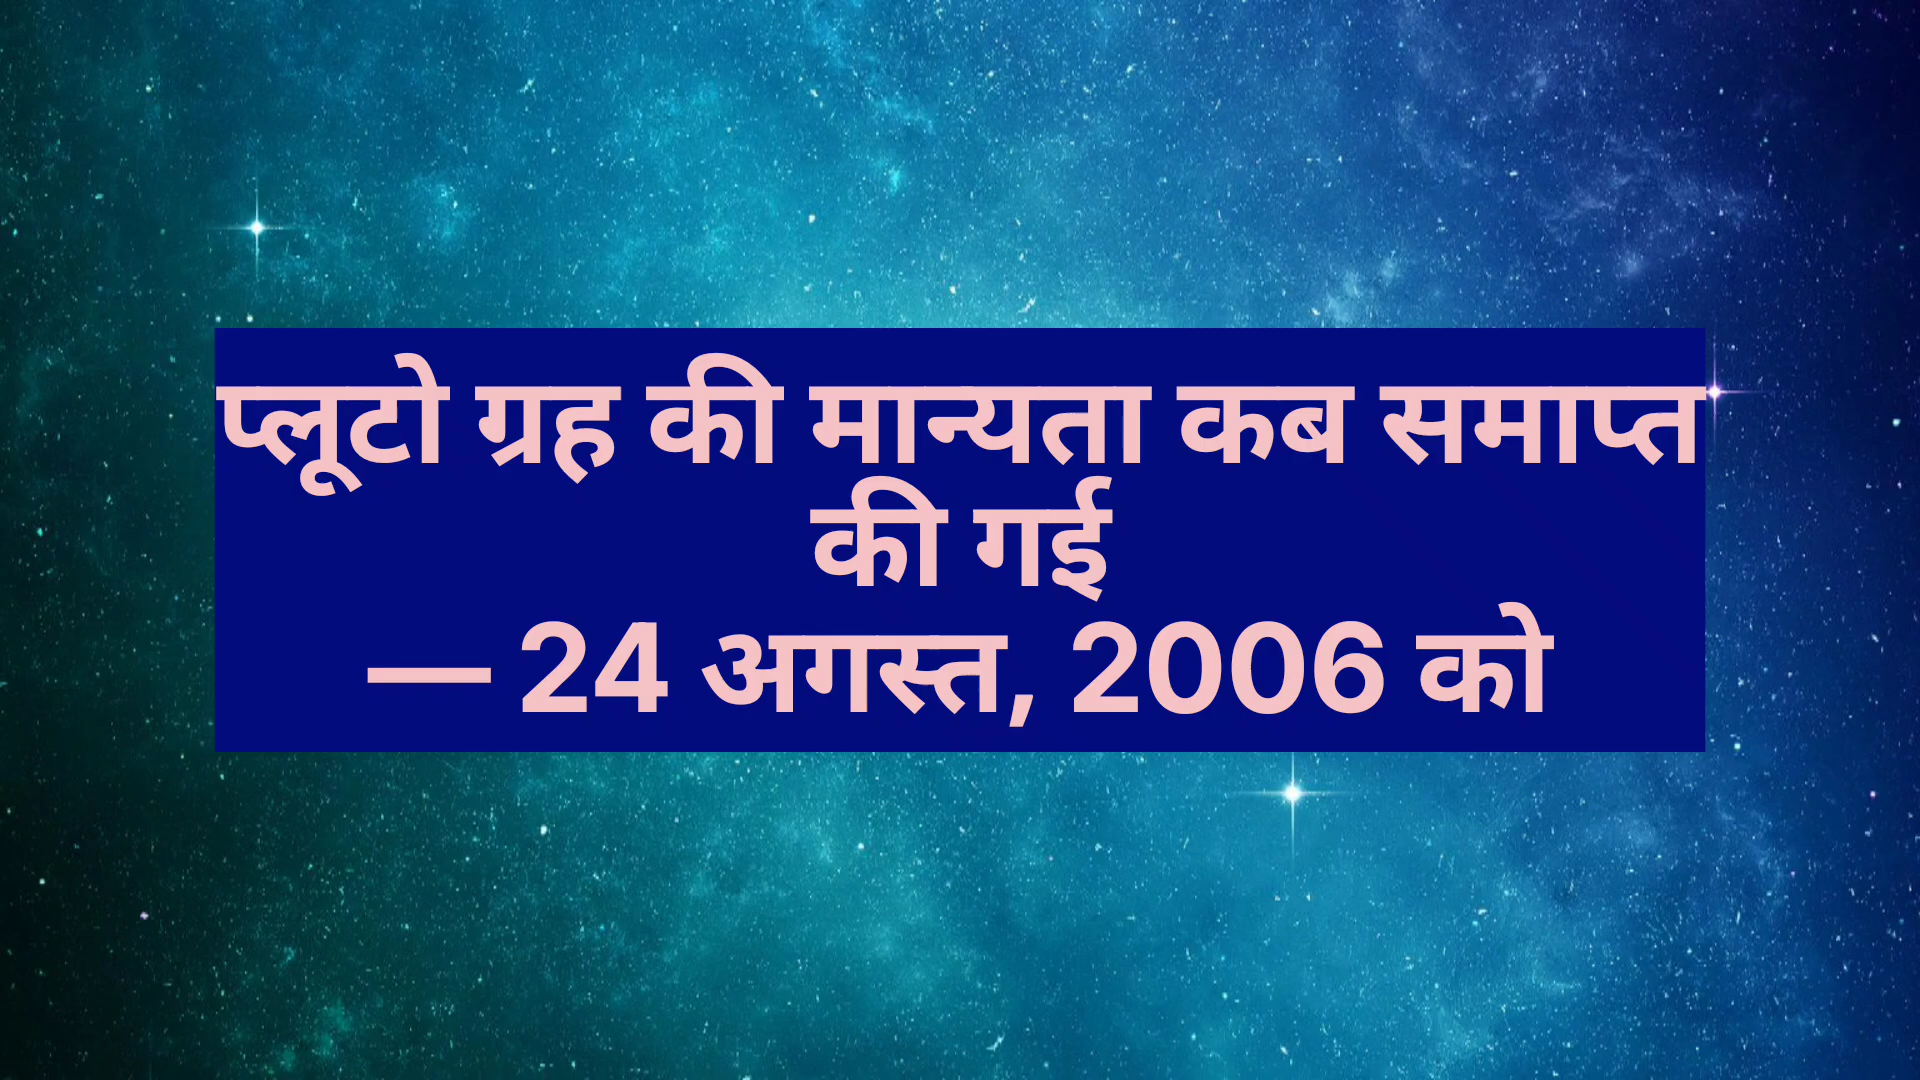 प्लूटो ग्रह की मान्यता कब समाप्त
की गई
— 24 अगस्त, 2006 को